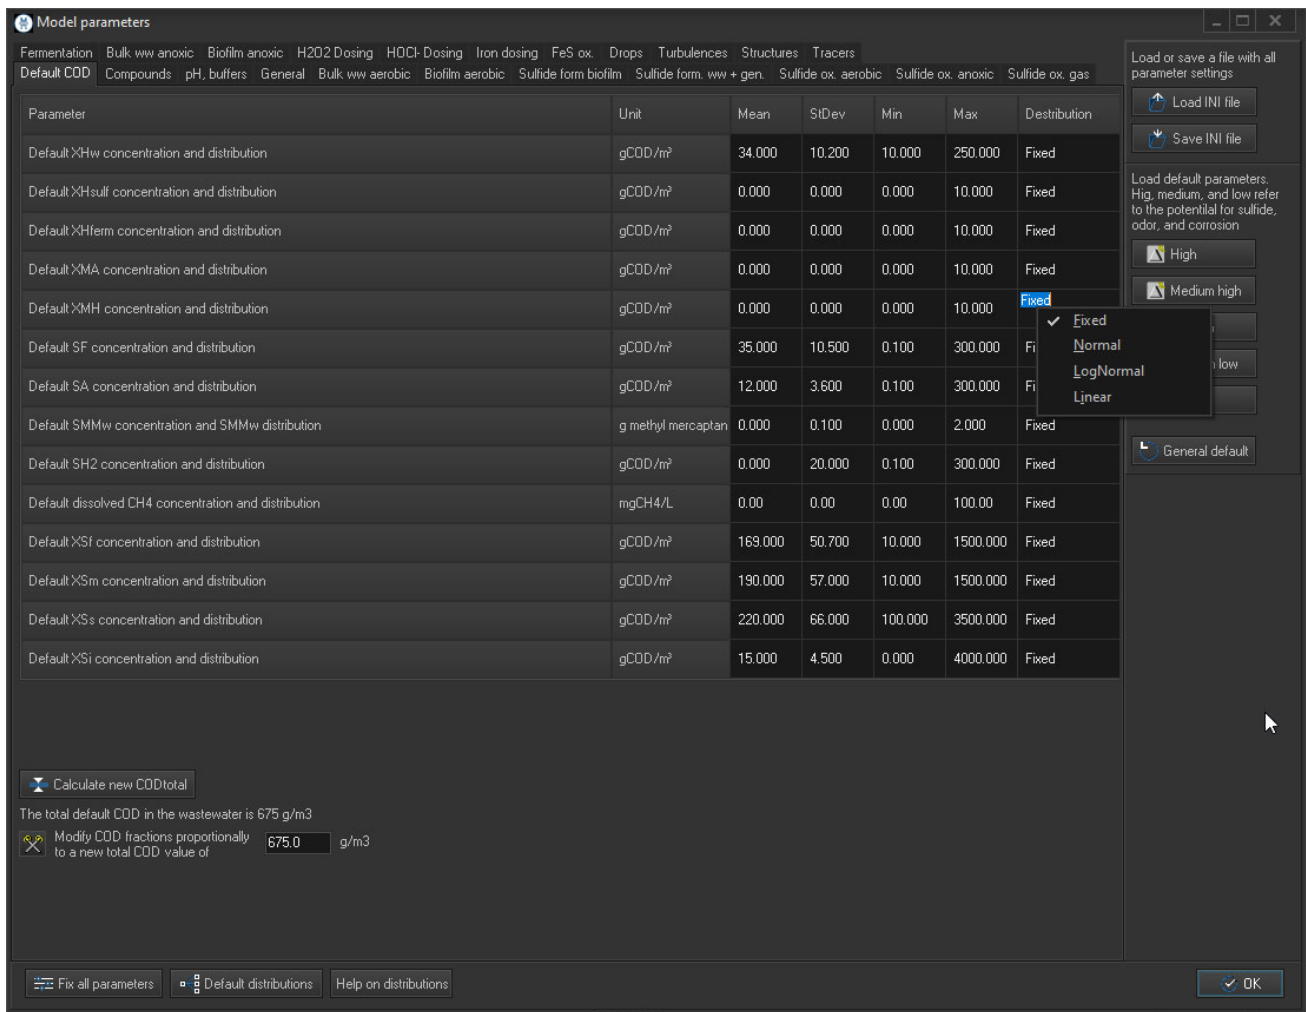 Model parameters
Fermentation Bulk ww anoxic Biofilm anoxic H2O2 Dosing HOCl- Dosing Iron dosing FeS ox. Drops Turbulences Structures Tracers
Default COD Compounds pH, buffers General Bulk ww aerobic Biofilm aerobic Sulfide form biofilm Sulfide form. ww + gen. Sulfide ox. aerobic Sulfide ox. anoxic Sulfide ox. gas
Parameter Unit Mean StDev Min Max Destribution
Default XHw concentration and distribution gCOD/m³ 34.000 10.200 10.000 250.000 Fixed
Default XHsulf concentration and distribution gCOD/m³ 0.000 0.000 0.000 10.000 Fixed
Default XHferm concentration and distribution gCOD/m³ 0.000 0.000 0.000 10.000 Fixed
Default XMA concentration and distribution gCOD/m³ 0.000 0.000 0.000 10.000 Fixed
Default XMH concentration and distribution gCOD/m³ 0.000 0.000 0.000 10.000 Fixed
Default SF concentration and distribution gCOD/m³ 35.000 10.500 0.100 300.000 Fi
Default SA concentration and distribution gCOD/m³ 12.000 3.600 0.100 300.000 Fi
Default SMMw concentration and SMMw distribution g methyl mercaptan 0.000 0.100 0.000 2.000 Fixed
Default SH2 concentration and distribution gCOD/m³ 0.000 20.000 0.100 300.000 Fixed
Default dissolved CH4 concentration and distribution mgCH4/L 0.00 0.00 0.00 100.00 Fixed
Default XSf concentration and distribution gCOD/m³ 169.000 50.700 10.000 1500.000 Fixed
Default XSm concentration and distribution gCOD/m³ 190.000 57.000 10.000 1500.000 Fixed
Default XSs concentration and distribution gCOD/m³ 220.000 66.000 100.000 3500.000 Fixed
Default XSi concentration and distribution gCOD/m³ 15.000 4.500 0.000 4000.000 Fixed
Fixed
Normal
LogNormal
Linear
Load or save a file with all
parameter settings
Load INI file
Save INI file
Load default parameters.
Hig, medium, and low refer
to the potentilal for sulfide,
odor, and corrosion
High
Medium high
low
General default
Calculate new CODtotal
The total default COD in the wastewater is 675 g/m3
Modify COD fractions proportionally
to a new total COD value of 675.0 g/m3
Fix all parameters Default distributions Help on distributions OK